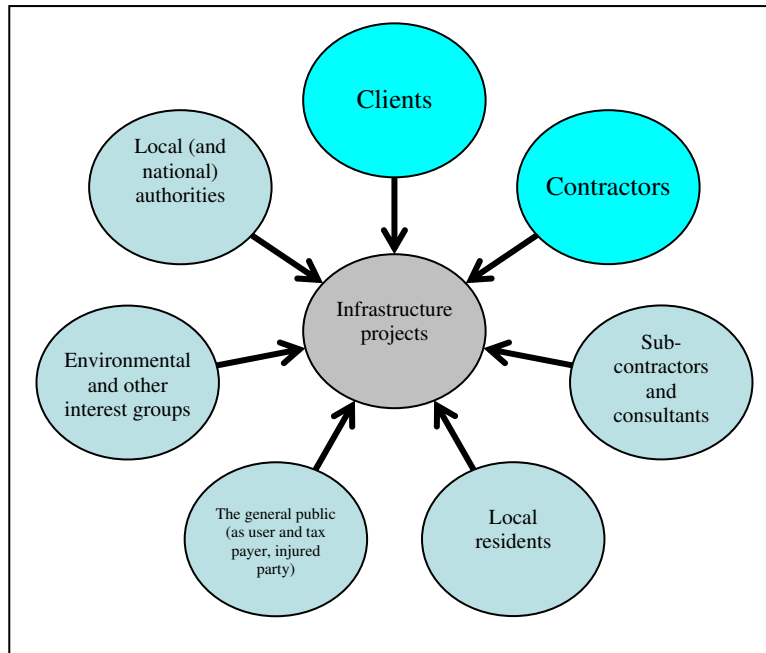 Clients
Local (and
national)
authorities
Contractors
Infrastructure
projects
Environmental
and other
interest groups
Sub-
contractors
and
consultants
The general public
(as user and tax
payer, injured
party)
Local
residents